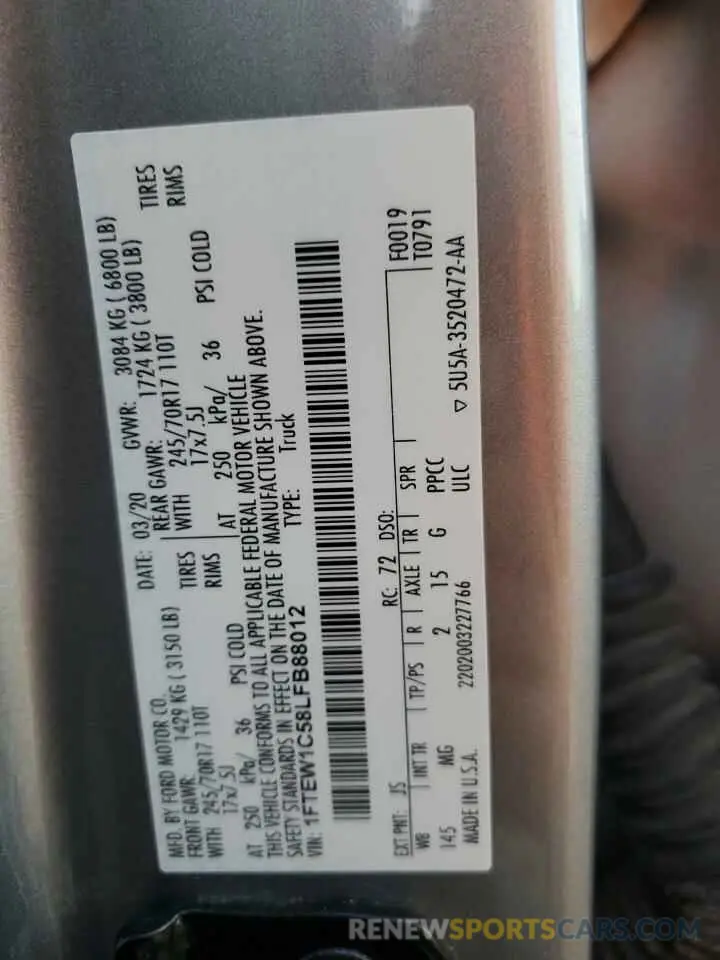 MFD. BY FORD MOTOR CO.
DATE: 03/20 GVWR: 3084 KG ( 6800 LB)
FRONT GAWR: 1429 KG ( 3150 LB) REAR GAWR: 1724 KG ( 3800 LB)
WITH 245/70R17 110T TIRES WITH 245/70R17 110T TIRES
17x7.5J RIMS 17x7.5J RIMS
AT 250 kPa/ 36 PSI COLD AT 250 kPa/ 36 PSI COLD
THIS VEHICLE CONFORMS TO ALL APPLICABLE FEDERAL MOTOR VEHICLE
SAFETY STANDARDS IN EFFECT ON THE DATE OF MANUFACTURE SHOWN ABOVE.
VIN: 1FTEW1C58LFB88012 TYPE: Truck
EXT PNT: JS RC: 72 DSO: F0019
WB INT TR TP/PS R AXLE TR SPR T0791
145 MG 2 15 G PPCC
MADE IN U.S.A. 2202003227766 ULC ▽ 5U5A-3520472-AA
RENEWSPORTSCARS.COM